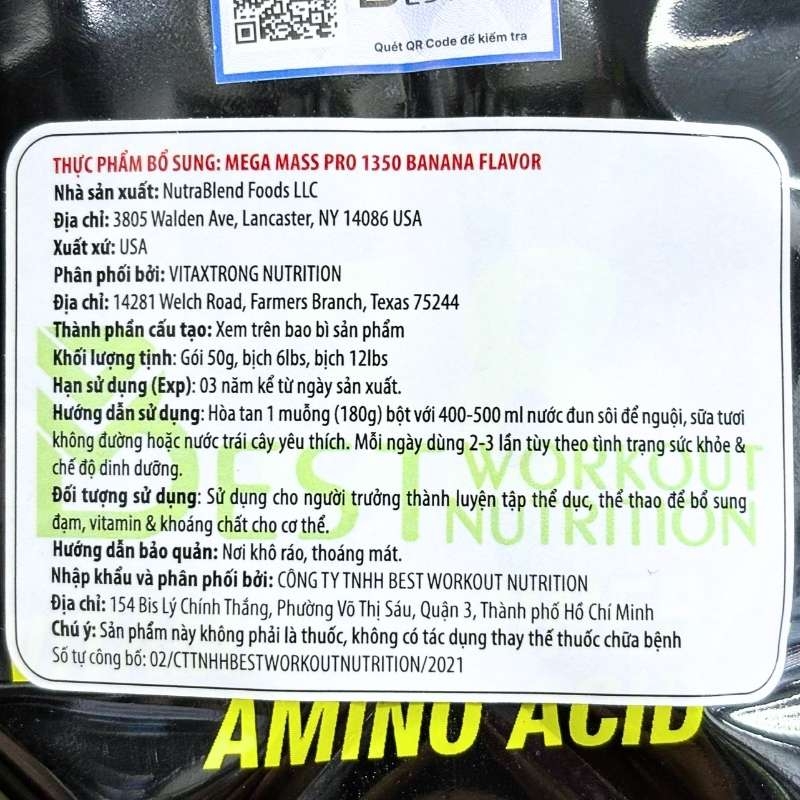 Quét QR Code để kiểm tra
THỰC PHẨM BỔ SUNG: MEGA MASS PRO 1350 BANANA FLAVOR
Nhà sản xuất: NutraBlend Foods LLC
Địa chỉ: 3805 Walden Ave, Lancaster, NY 14086 USA
Xuất xứ: USA
Phân phối bởi: VITAXTRONG NUTRITION
Địa chỉ: 14281 Welch Road, Farmers Branch, Texas 75244
Thành phần cấu tạo: Xem trên bao bì sản phẩm
Khối lượng tịnh: Gói 50g, bịch 6lbs, bịch 12lbs
Hạn sử dụng (Exp): 03 năm kể từ ngày sản xuất.
Hướng dẫn sử dụng: Hòa tan 1 muỗng (180g) bột với 400-500 ml nước đun sôi để nguội, sữa tươi
không đường hoặc nước trái cây yêu thích. Mỗi ngày dùng 2-3 lần tùy theo tình trạng sức khỏe &
chế độ dinh dưỡng.
BEST WORKOUT
NUTRITION
Đối tượng sử dụng: Sử dụng cho người trưởng thành luyện tập thể dục, thể thao để bổ sung
đạm, vitamin & khoáng chất cho cơ thể.
Hướng dẫn bảo quản: Nơi khô ráo, thoáng mát.
Nhập khẩu và phân phối bởi: CÔNG TY TNHH BEST WORKOUT NUTRITION
Địa chỉ: 154 Bis Lý Chính Thắng, Phường Võ Thị Sáu, Quận 3, Thành phố Hồ Chí Minh
Chú ý: Sản phẩm này không phải là thuốc, không có tác dụng thay thế thuốc chữa bệnh
Số tự công bố: 02/CTTNHHBESTWORKOUTNUTRITION/2021
AMINO ACID